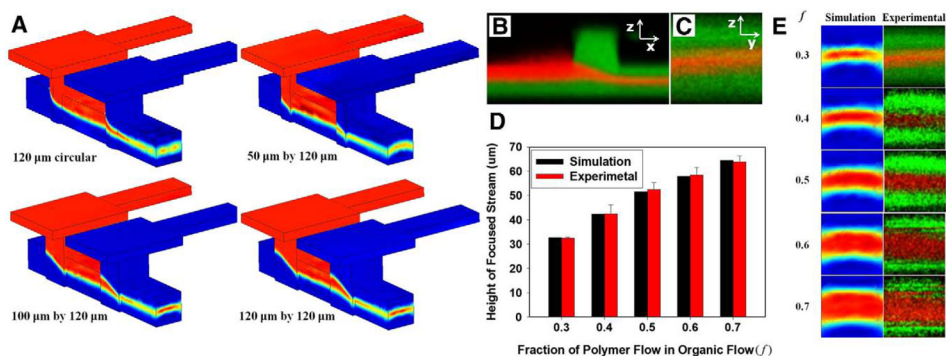 A
120 µm circular
50 µm by 120 µm
100 µm by 120 µm
120 µm by 120 µm
B
z
x
C
z
y
D
Height of Focused Stream (um)
70
60
50
40
30
20
10
0
Simulation
Experimetal
0.3 0.4 0.5 0.6 0.7
Fraction of Polymer Flow in Organic Flow(f)
E
f Simulation Experimental
0.3
0.4
0.5
0.6
0.7